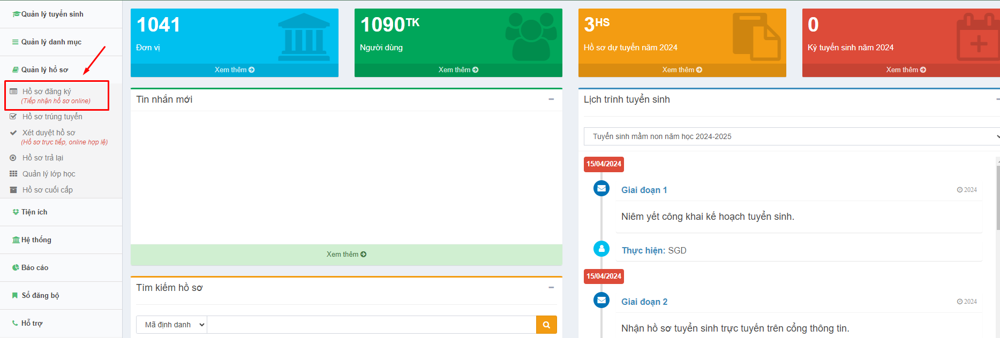 Quản lý tuyển sinh
Quản lý danh mục
Quản lý hồ sơ
Hồ sơ đăng ký
(Tiếp nhận hồ sơ online)
Hồ sơ trúng tuyển
Xét duyệt hồ sơ
(Hồ sơ trực tiếp, online hợp lệ)
Hồ sơ trả lại
Quản lý lớp học
Hồ sơ cuối cấp
Tiện ích
Hệ thống
Báo cáo
Sổ đăng bộ
Hỗ trợ
1041
Đơn vị
Xem thêm
1090TK
Người dùng
Xem thêm
3HS
Hồ sơ dự tuyển năm 2024
Xem thêm
0
Kỳ tuyển sinh năm 2024
Xem thêm
Tin nhắn mới
Xem thêm
Tìm kiếm hồ sơ
Mã định danh
Lịch trình tuyển sinh
Tuyển sinh mầm non năm học 2024-2025
15/04/2024
Giai đoạn 1
2024
Niêm yết công khai kế hoạch tuyển sinh.
Thực hiện: SGD
15/04/2024
Giai đoạn 2
2024
Nhận hồ sơ tuyển sinh trực tuyến trên cổng thông tin.